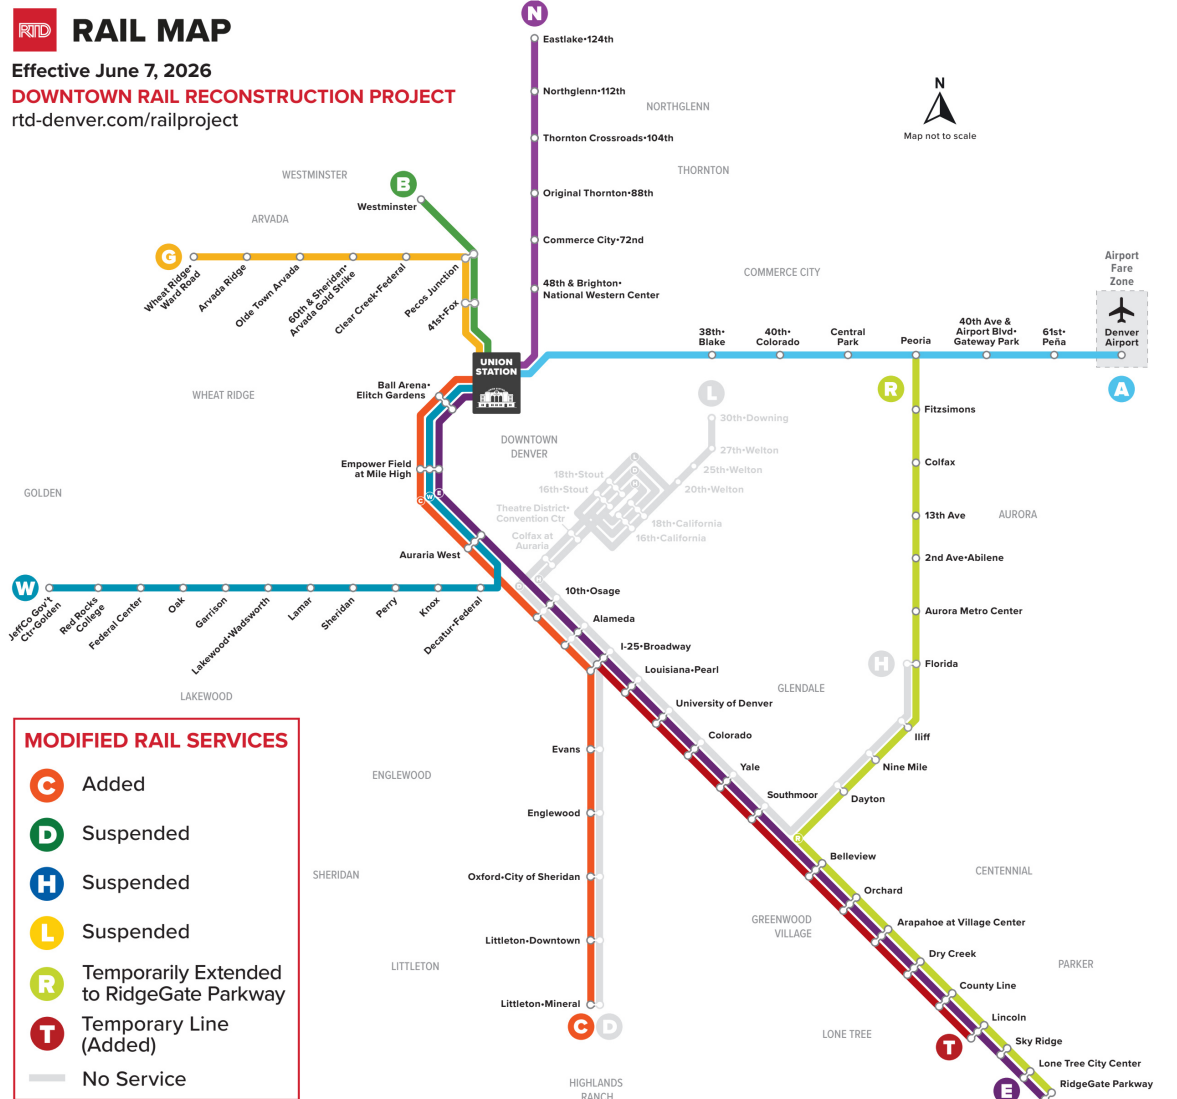 RTD
RAIL MAP
Effective June 7, 2026
DOWNTOWN RAIL RECONSTRUCTION PROJECT
rtd-denver.com/railproject
N
Eastlake•124th
Northglenn•112th
NORTHGLENN
Thornton Crossroads•104th
THORNTON
Original Thornton•88th
Commerce City•72nd
48th & Brighton•
National Western Center
N
Map not to scale
WESTMINSTER
B
Westminster
ARVADA
G
Wheat Ridge•
Ward Road
Arvada Ridge
Olde Town Arvada
60th & Sheridan•
Arvada Gold Strike
Clear Creek•Federal
Pecos Junction
41st•Fox
COMMERCE CITY
Airport
Fare
Zone
38th•
Blake
40th•
Colorado
Central
Park
Peoria
40th Ave &
Airport Blvd•
Gateway Park
61st•
Peña
Denver
Airport
A
UNION
STATION
WHEAT RIDGE
Ball Arena•
Elitch Gardens
DOWNTOWN
DENVER
L
30th•Downing
27th•Welton
25th•Welton
20th•Welton
18th•Stout
16th•Stout
L
D
H
Theatre District•
Convention Ctr
18th•California
16th•California
Colfax at
Auraria
R
Fitzsimons
Colfax
13th Ave
AURORA
2nd Ave•Abilene
Aurora Metro Center
H
Florida
Iliff
Nine Mile
Dayton
R
GOLDEN
Empower Field
at Mile High
C
W
E
Auraria West
W
JeffCo Gov't
Ctr•Golden
Red Rocks
College
Federal Center
Oak
Garrison
Lakewood•Wadsworth
Lamar
Sheridan
Perry
Knox
Decatur•Federal
LAKEWOOD
10th•Osage
Alameda
I-25•Broadway
Louisiana•Pearl
GLENDALE
University of Denver
Colorado
Yale
Southmoor
Evans
ENGLEWOOD
Englewood
SHERIDAN
Oxford•City of Sheridan
Littleton•Downtown
LITTLETON
Littleton•Mineral
C
D
HIGHLANDS
RANCH
Belleview
CENTENNIAL
Orchard
GREENWOOD
VILLAGE
Arapahoe at Village Center
Dry Creek
PARKER
County Line
Lincoln
LONE TREE
T
Sky Ridge
Lone Tree City Center
RidgeGate Parkway
E
MODIFIED RAIL SERVICES
C Added
D Suspended
H Suspended
L Suspended
R Temporarily Extended
to RidgeGate Parkway
T Temporary Line
(Added)
No Service